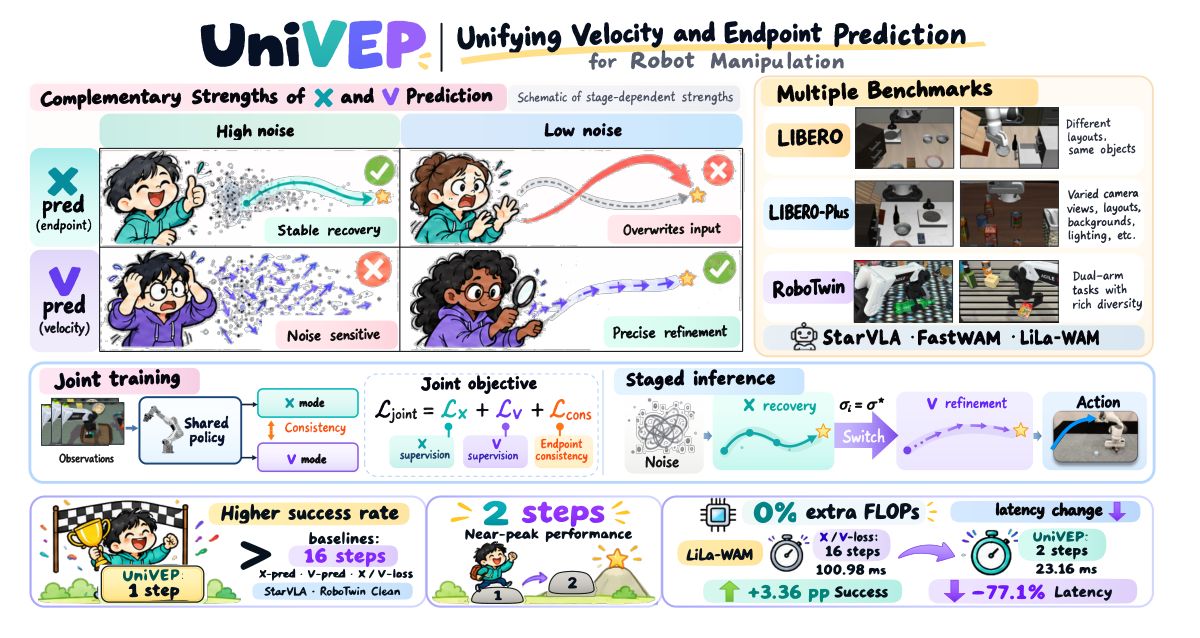 UniVEP
Unifying Velocity and Endpoint Prediction
for Robot Manipulation
Complementary Strengths of X and V Prediction
Schematic of stage-dependent strengths
High noise
Low noise
X
pred
(endpoint)
Stable recovery
Overwrites input
V
pred
(velocity)
Noise sensitive
Precise refinement
Multiple Benchmarks
LIBERO
Different
layouts,
same objects
LIBERO-Plus
Varied camera
views, layouts,
backgrounds,
lighting, etc.
RoboTwin
Dual-arm
tasks with
rich diversity
StarVLA · FastWAM · LiLa-WAM
Joint training
Observations
Shared
policy
X mode
Consistency
V mode
Joint objective
ℒjoint = ℒX + ℒV + ℒcons
X
supervision
V
supervision
Endpoint
consistency
Staged inference
Noise
X recovery
σi = σ*
Switch
V refinement
Action
UniVEP:
1 step
Higher success rate
>
baselines:
16 steps
X-pred · V-pred · X / V-loss
StarVLA · RoboTwin Clean
2 steps
Near-peak performance
1
2
0% extra FLOPs
latency change
LiLa-WAM
X / V-loss:
16 steps
100.98 ms
UniVEP:
2 steps
23.16 ms
+3.36 pp Success
-77.1% Latency